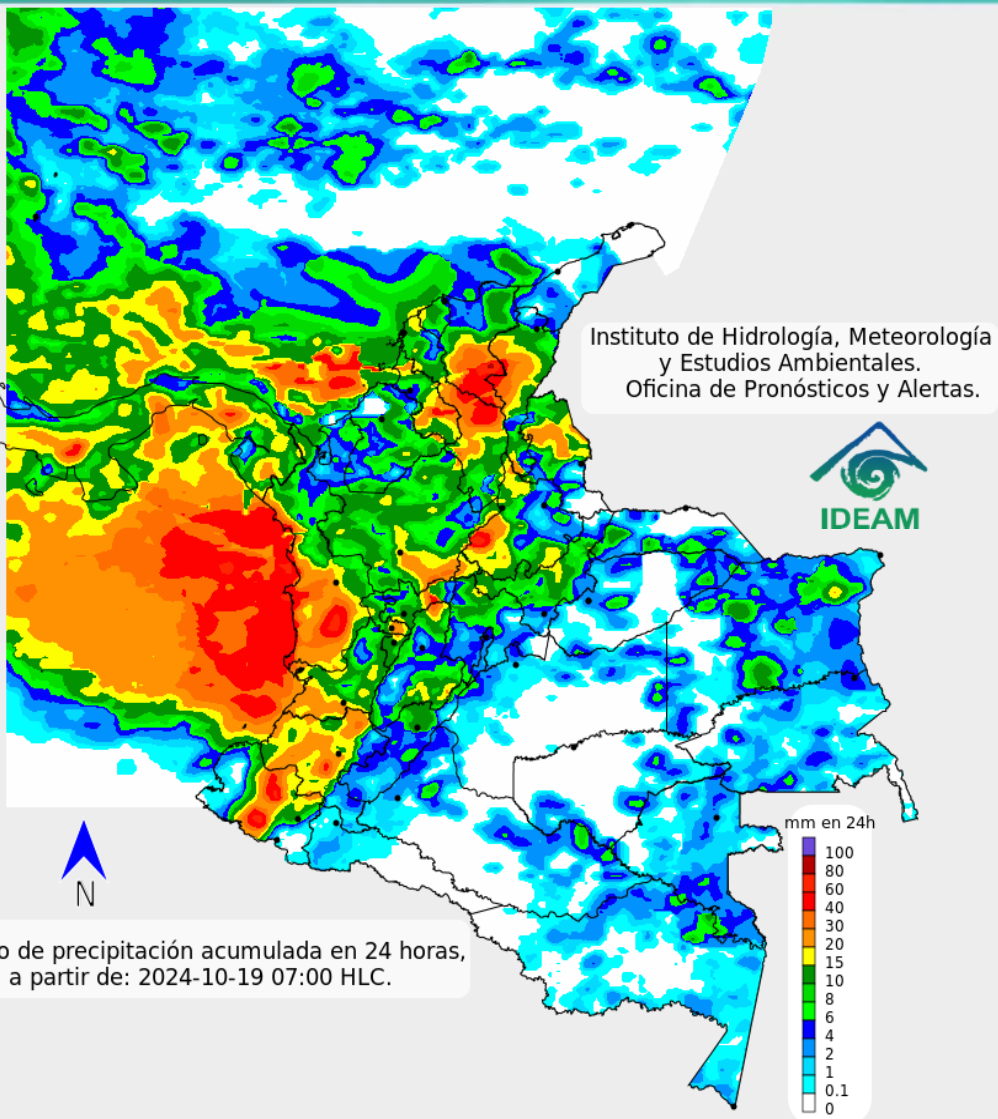 Instituto de Hidrología, Meteorología
y Estudios Ambientales.
Oficina de Pronósticos y Alertas.
IDEAM
mm en 24h
100
80
60
40
30
20
15
10
8
6
4
2
1
0.1
0
N
o de precipitación acumulada en 24 horas,
a partir de: 2024-10-19 07:00 HLC.